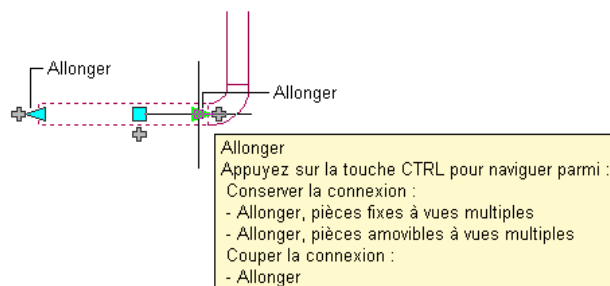 Allonger
Allonger
Allonger
Appuyez sur la touche CTRL pour naviguer parmi :
Conserver la connexion :
- Allonger, pièces fixes à vues multiples
- Allonger, pièces amovibles à vues multiples
Couper la connexion :
- Allonger